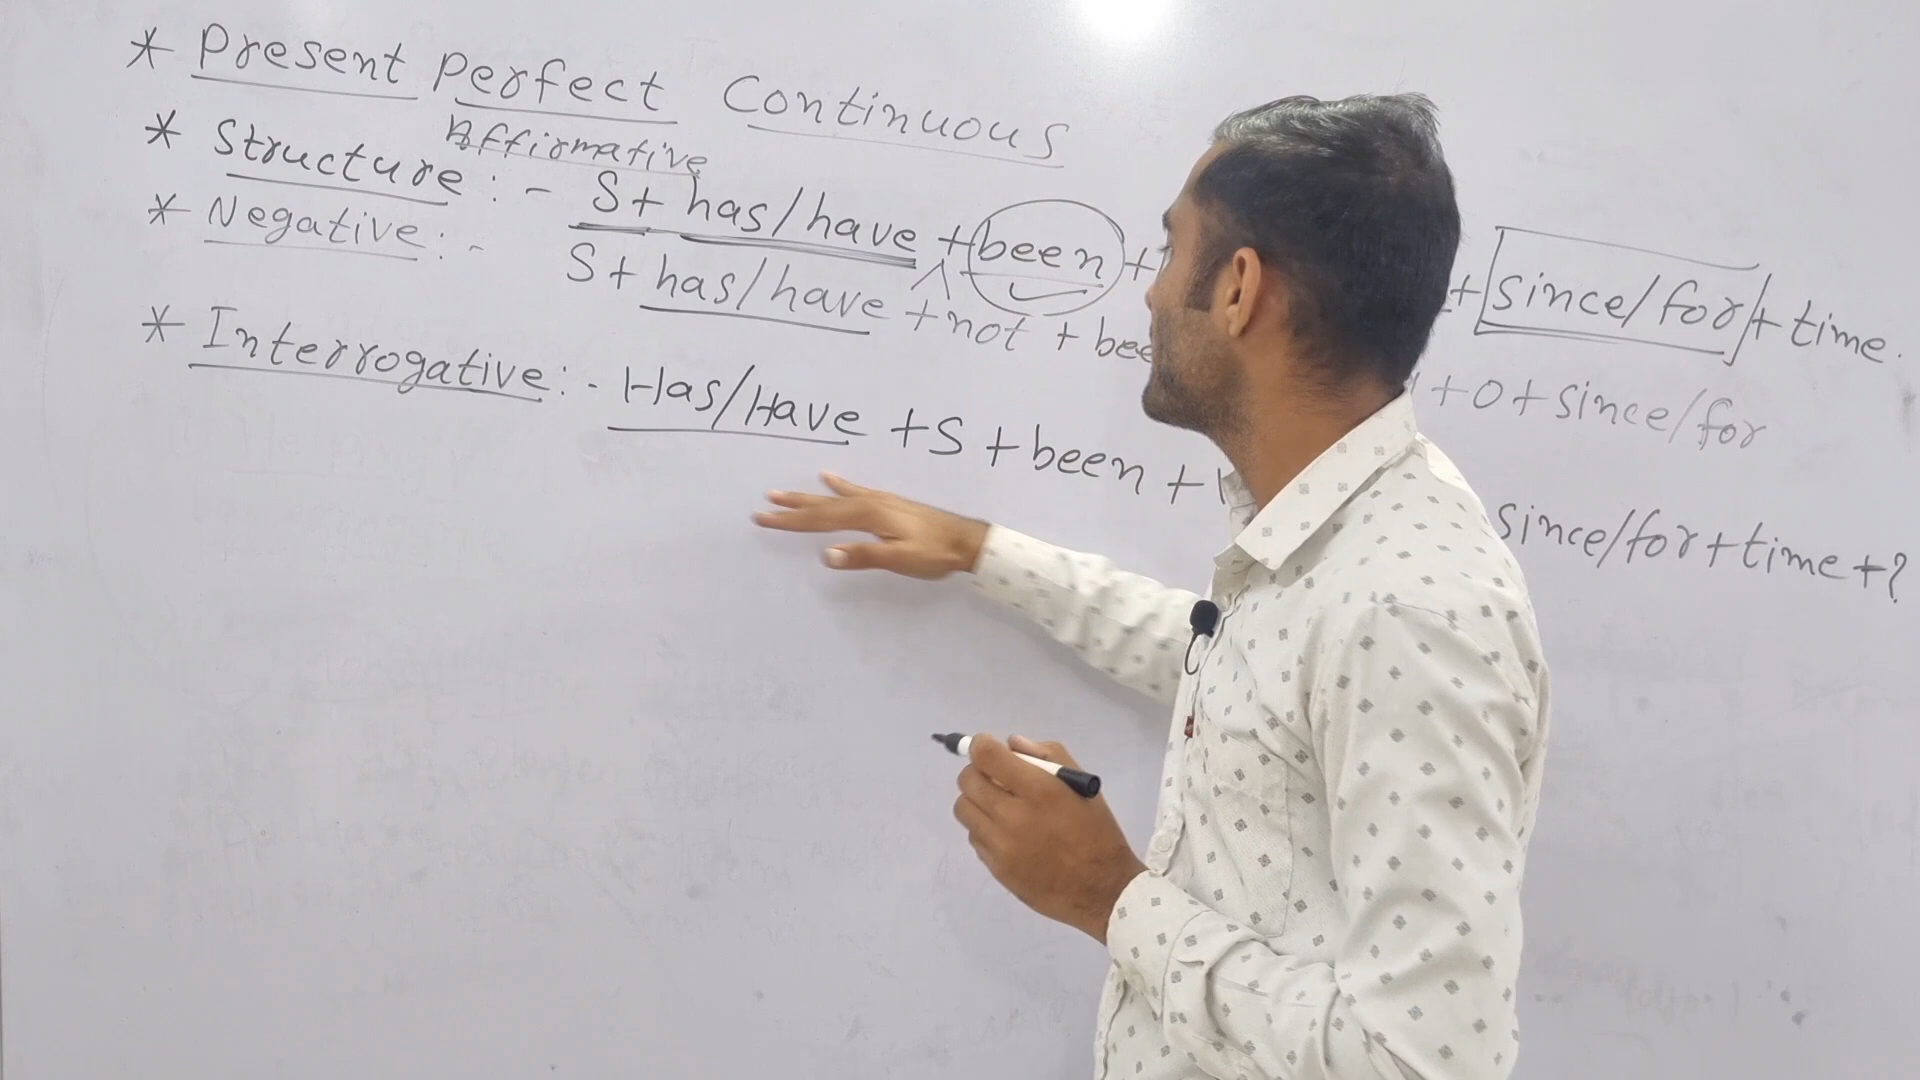 * Present Perfect Continuous
Affirmative
* Structure :- S + has/have + been + + since/for + time.
* Negative :- S + has/have + not + bee + O + since/for
* Interrogative :- Has/Have + S + been + since/for + time + ?